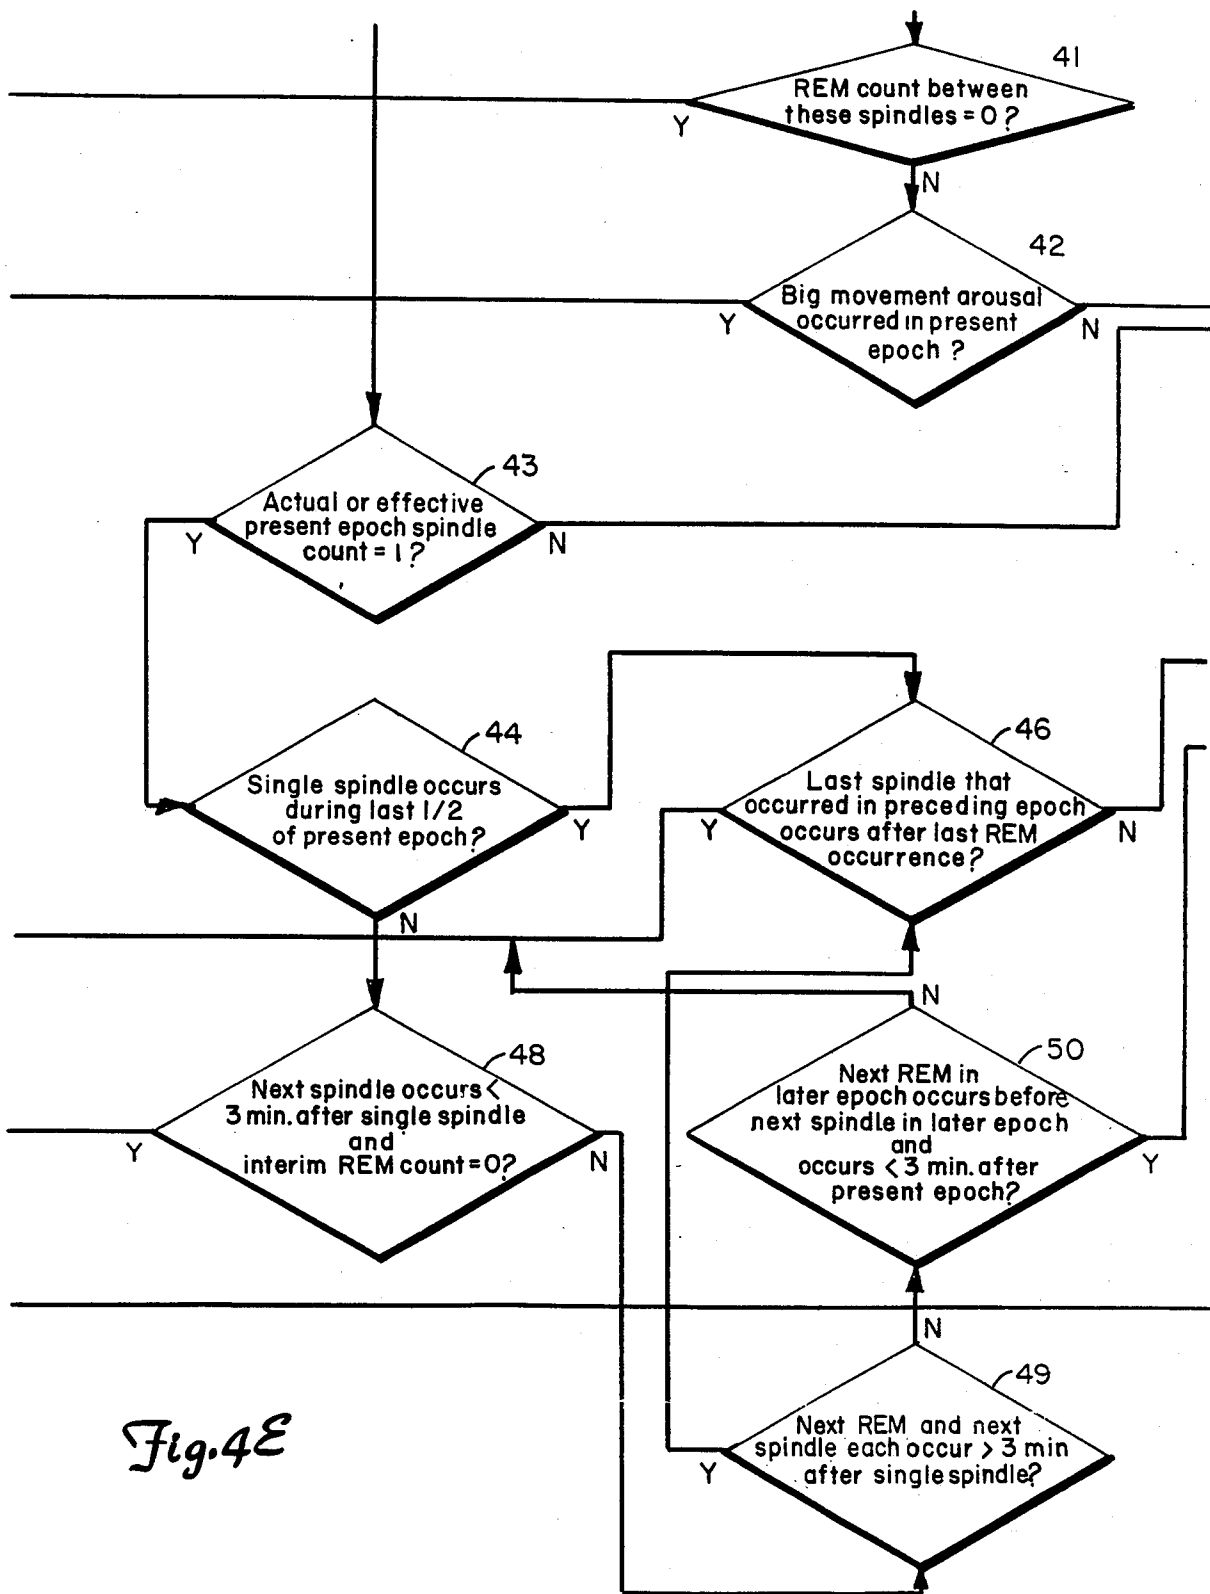 41
REM count between
these spindles = 0 ?
Y
N
42
Big movement arousal
occurred in present
epoch ?
Y
N
43
Actual or effective
present epoch spindle
count = 1 ?
Y
N
44
Single spindle occurs
during last 1/2
of present epoch?
Y
N
46
Last spindle that
occurred in preceding epoch
occurs after last REM
occurrence?
Y
N
48
Next spindle occurs <
3 min. after single spindle
and
interim REM count = 0?
Y
N
N
50
Next REM in
later epoch occurs before
next spindle in later epoch
and
occurs < 3 min. after
present epoch?
Y
N
49
Next REM and next
spindle each occur > 3 min
after single spindle?
Y
Fig. 4E